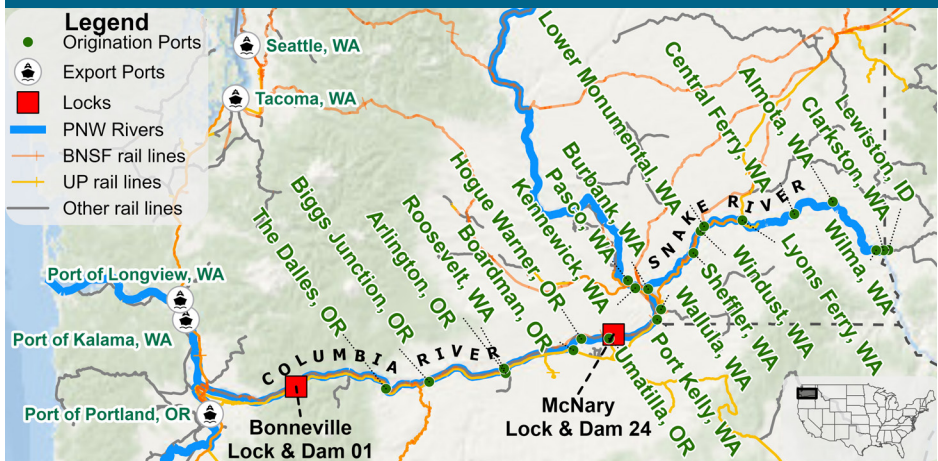 Legend
Origination Ports
Export Ports
Locks
PNW Rivers
BNSF rail lines
UP rail lines
Other rail lines
Seattle, WA
Tacoma, WA
Port of Longview, WA
Port of Kalama, WA
Port of Portland, OR
The Dalles, OR
Biggs Junction, OR
Arlington, OR
Roosevelt, WA
Boardman, OR
Hogue Warner, OR
Kennewick, WA
Pasco, WA
Burbank, WA
Lower Monumental, WA
Central Ferry, WA
Almota, WA
Clarkston, WA
Lewiston, ID
SNAKE RIVER
COLUMBIA RIVER
Wilma, WA
Lyons Ferry, WA
Windust, WA
Sheffler, WA
Wallula, WA
Port Kelly, WA
Umatilla, OR
Bonneville
Lock & Dam 01
McNary
Lock & Dam 24